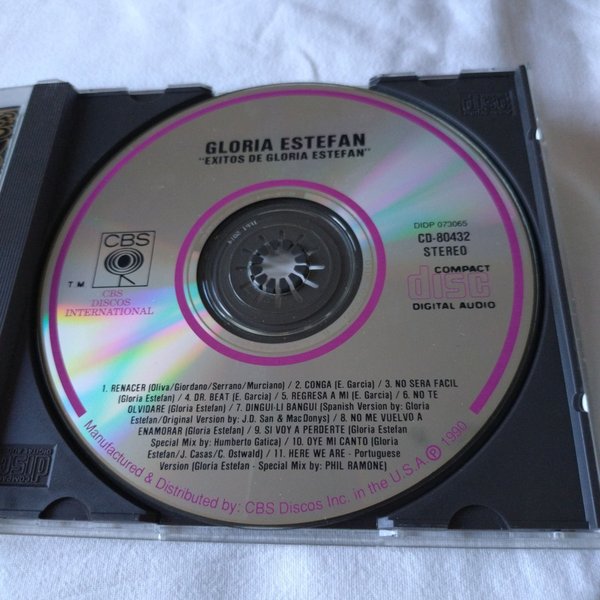 GLORIA ESTEFAN
"EXITOS DE GLORIA ESTEFAN"
DIDP 073065
CD-80432
STEREO
CBS
TM
CBS
DISCOS
INTERNATIONAL
COMPACT
disc
DIGITAL AUDIO
1. RENACER (Oliva/Giordano/Serrano/Murciano) / 2. CONGA (E. Garcia) / 3. NO SERA FACIL
(Gloria Estefan) / 4. DR. BEAT (E. Garcia) / 5. REGRESA A MI (E. Garcia) / 6. NO TE
OLVIDARE (Gloria Estefan) / 7. DINGUI-LI BANGUI (Spanish Version by: Gloria
Estefan/Original Version by: J.D. San & MacDonys) / 8. NO ME VUELVO A
ENAMORAR (Gloria Estefan) / 9. SI VOY A PERDERTE (Gloria Estefan
Special Mix by: Humberto Gatica) / 10. OYE MI CANTO (Gloria
Estefan/J. Casas/C. Ostwald) / 11. HERE WE ARE - Portuguese
Version (Gloria Estefan - Special Mix by: PHIL RAMONE)
Manufactured & Distributed by: CBS Discos Inc. in the U.S.A. ℗ 1990